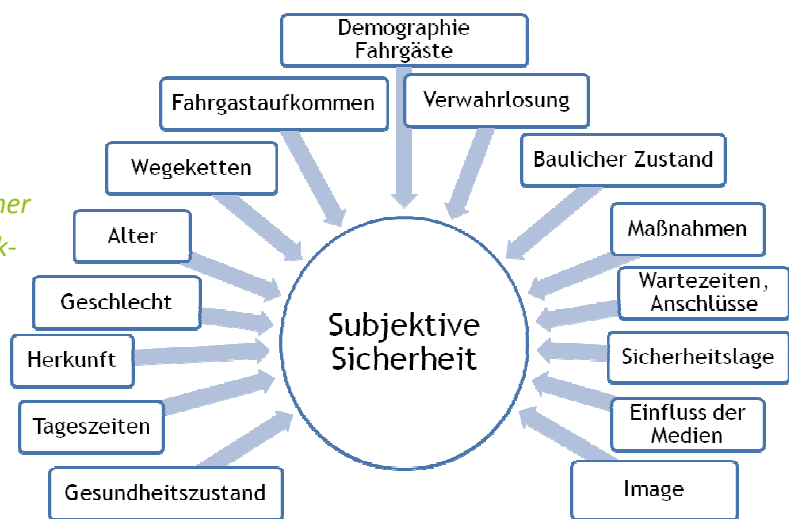 Demographie
Fahrgäste
Fahrgastaufkommen
Verwahrlosung
Wegeketten
Baulicher Zustand
Alter
Maßnahmen
Geschlecht
Wartezeiten,
Anschlüsse
Herkunft
Sicherheitslage
Tageszeiten
Einfluss der
Medien
Gesundheitszustand
Image
Subjektive
Sicherheit